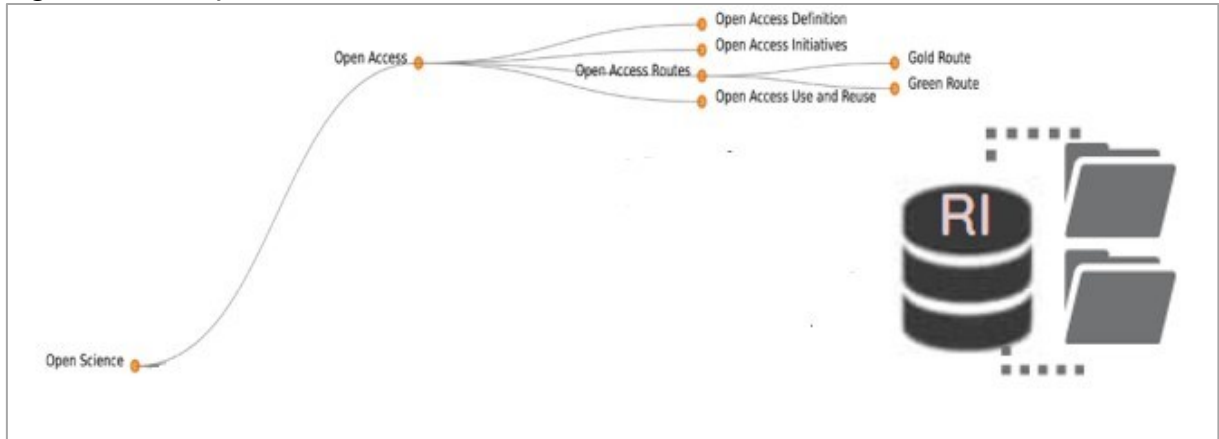 Open Access Definition
Open Access
Open Access Initiatives
Open Access Routes
Gold Route
Green Route
Open Access Use and Reuse
RI
Open Science